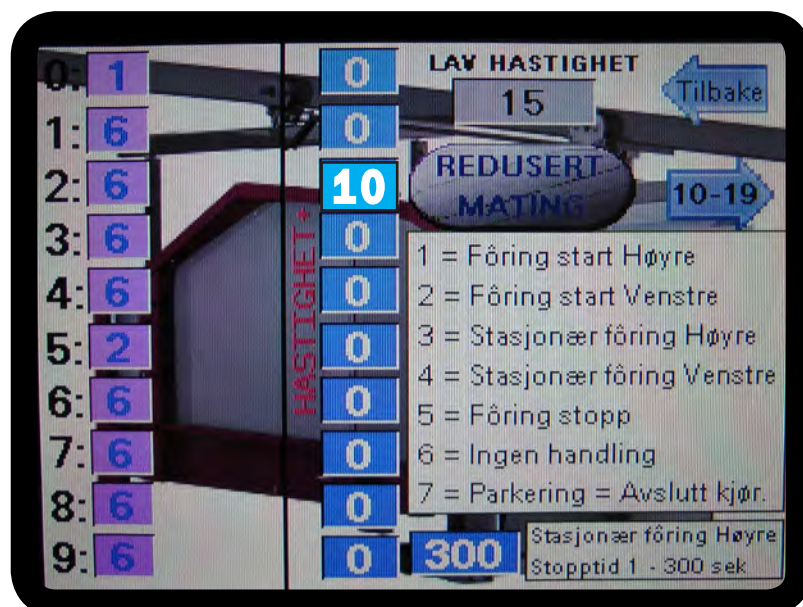 0: 1 0 LAV HASTIGHET
15 Tilbake
1: 6 0
2: 6 10 REDUSERT MATING 10-19
3: 6 0
4: 6 0
5: 2 0
6: 6 0
7: 6 0
8: 6 0
9: 6 0
HASTIGHET+
1 = Fôring start Høyre
2 = Fôring start Venstre
3 = Stasjonær fôring Høyre
4 = Stasjonær fôring Venstre
5 = Fôring stopp
6 = Ingen handling
7 = Parkering = Avslutt kjør.
300
Stasjonær fôring Høyre
Stopptid 1 - 300 sek